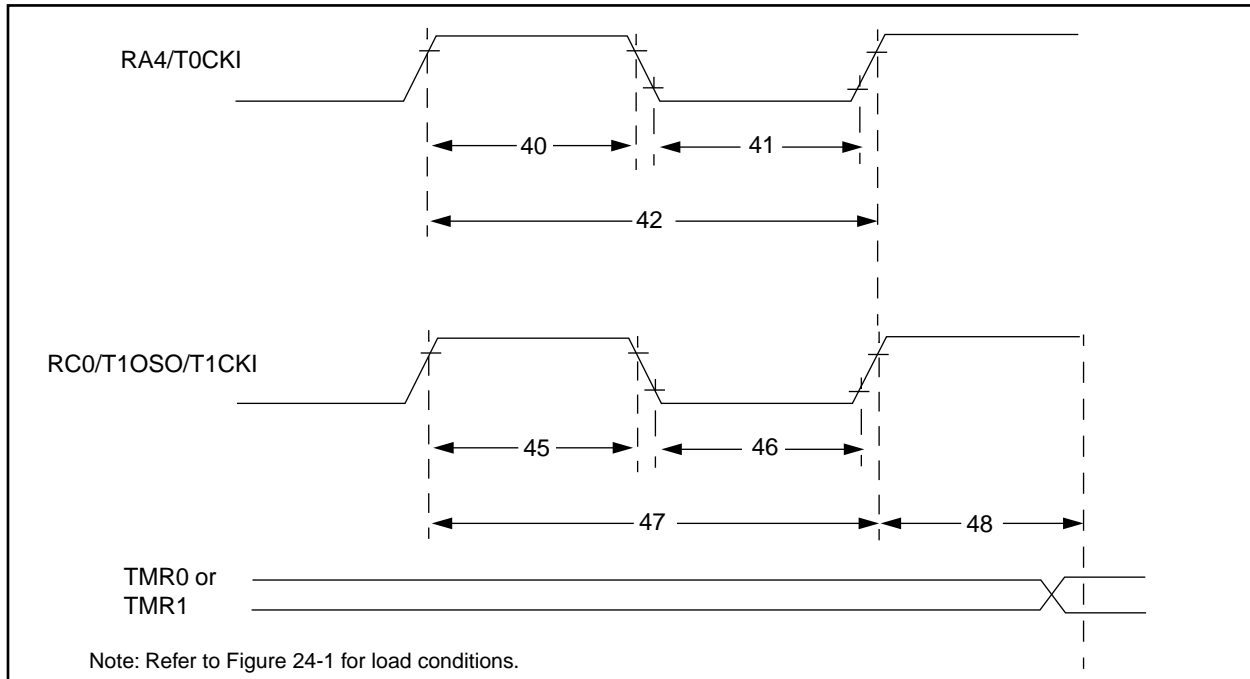 RA4/T0CKI
40
41
42
RC0/T1OSO/T1CKI
45
46
47
48
TMR0 or
TMR1
Note: Refer to Figure 24-1 for load conditions.